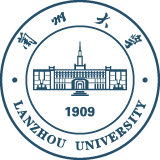 蘭州大學
1909
· LANZHOU UNIVERSITY ·